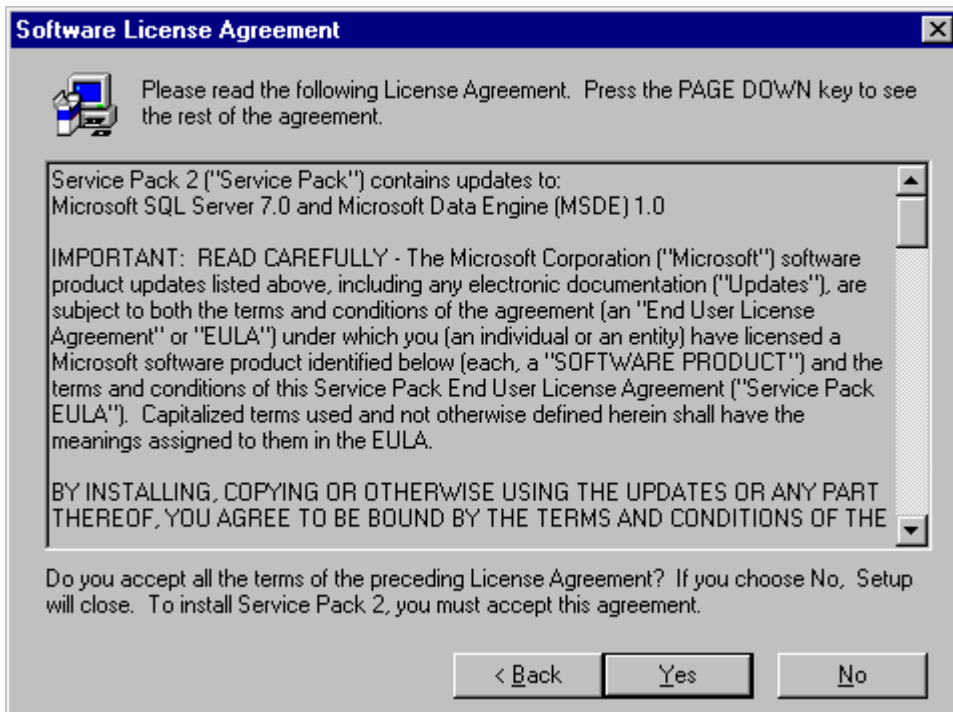 Software License Agreement
Please read the following License Agreement.  Press the PAGE DOWN key to see
the rest of the agreement.
Service Pack 2 ("Service Pack") contains updates to:
Microsoft SQL Server 7.0 and Microsoft Data Engine (MSDE) 1.0
IMPORTANT:  READ CAREFULLY - The Microsoft Corporation ("Microsoft") software
product updates listed above, including any electronic documentation ("Updates"), are
subject to both the terms and conditions of the agreement (an "End User License
Agreement" or "EULA") under which you (an individual or an entity) have licensed a
Microsoft software product identified below (each, a "SOFTWARE PRODUCT") and the
terms and conditions of this Service Pack End User License Agreement ("Service Pack
EULA").  Capitalized terms used and not otherwise defined herein shall have the
meanings assigned to them in the EULA.
BY INSTALLING, COPYING OR OTHERWISE USING THE UPDATES OR ANY PART
THEREOF, YOU AGREE TO BE BOUND BY THE TERMS AND CONDITIONS OF THE
Do you accept all the terms of the preceding License Agreement?  If you choose No,  Setup
will close.  To install Service Pack 2, you must accept this agreement.
< Back
Yes
No